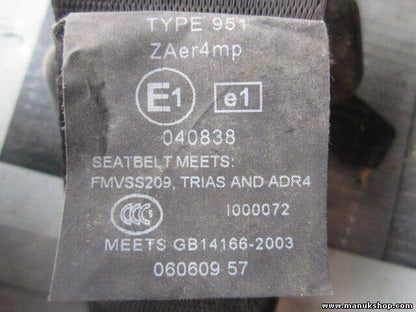 TYPE 951
ZAer4mp
E1 e1
040838
SEATBELT MEETS:
FMVSS209, TRIAS AND ADR4
CCC I000072
MEETS GB14166-2003
060609 57
www.manukshop.com